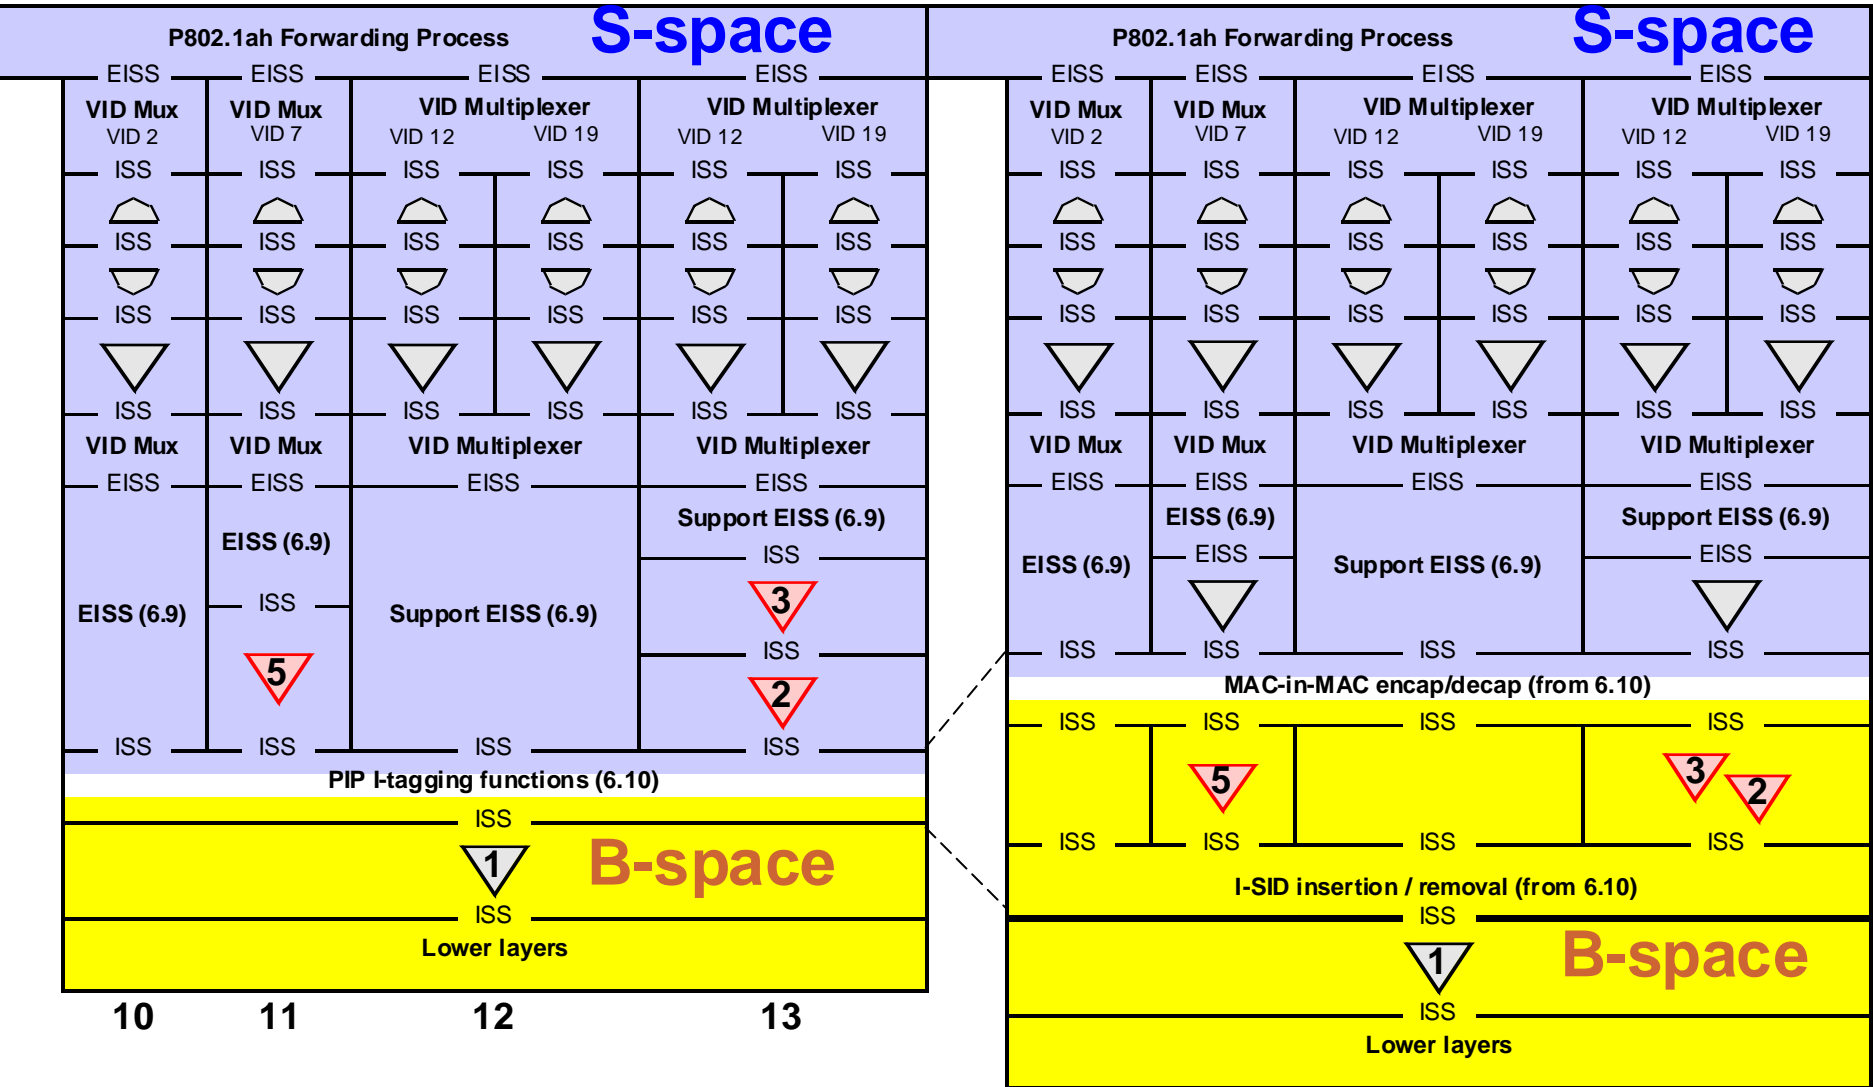 P802.1ah Forwarding Process S-space
EISS EISS EISS EISS
VID Mux VID Mux VID Multiplexer VID Multiplexer
VID 2 VID 7 VID 12 VID 19 VID 12 VID 19
ISS ISS ISS ISS ISS ISS
ISS ISS ISS ISS ISS ISS
ISS ISS ISS ISS ISS ISS
ISS ISS ISS ISS ISS ISS
VID Mux VID Mux VID Multiplexer VID Multiplexer
EISS EISS EISS EISS
Support EISS (6.9)
EISS (6.9)
ISS
3
ISS
EISS (6.9) Support EISS (6.9)
ISS
5
2
ISS ISS ISS ISS
PIP I-tagging functions (6.10)
ISS
1 B-space
ISS
Lower layers
10 11 12 13
P802.1ah Forwarding Process S-space
EISS EISS EISS EISS
VID Mux VID Mux VID Multiplexer VID Multiplexer
VID 2 VID 7 VID 12 VID 19 VID 12 VID 19
ISS ISS ISS ISS ISS ISS
ISS ISS ISS ISS ISS ISS
ISS ISS ISS ISS ISS ISS
ISS ISS ISS ISS ISS ISS
VID Mux VID Mux VID Multiplexer VID Multiplexer
EISS EISS EISS EISS
EISS (6.9) Support EISS (6.9)
EISS EISS
EISS (6.9) Support EISS (6.9)
ISS ISS ISS ISS
MAC-in-MAC encap/decap (from 6.10)
ISS ISS ISS ISS
5 3 2
ISS ISS ISS ISS
I-SID insertion / removal (from 6.10)
ISS
1 B-space
ISS
Lower layers